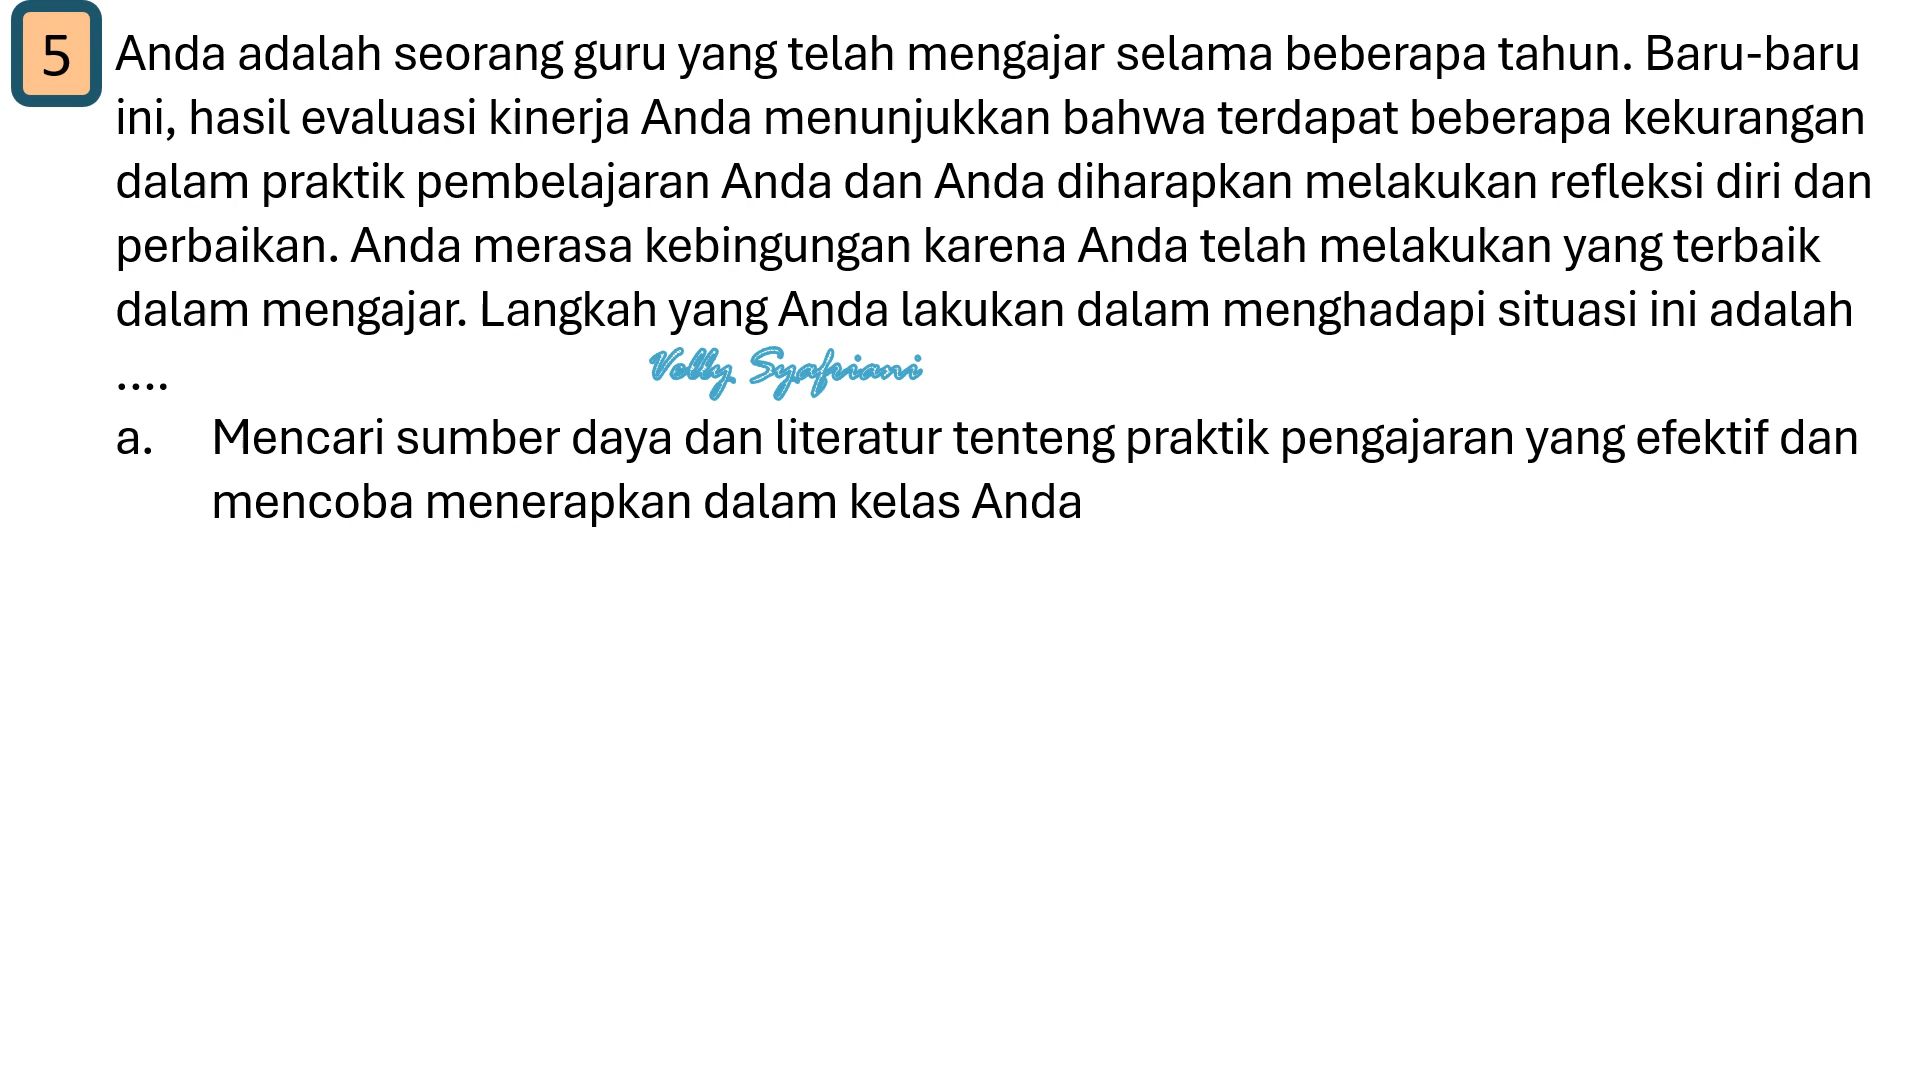 5
Anda adalah seorang guru yang telah mengajar selama beberapa tahun. Baru-baru
ini, hasil evaluasi kinerja Anda menunjukkan bahwa terdapat beberapa kekurangan
dalam praktik pembelajaran Anda dan Anda diharapkan melakukan refleksi diri dan
perbaikan. Anda merasa kebingungan karena Anda telah melakukan yang terbaik
dalam mengajar. Langkah yang Anda lakukan dalam menghadapi situasi ini adalah
....
Velly Syafriani
a. Mencari sumber daya dan literatur tenteng praktik pengajaran yang efektif dan
mencoba menerapkan dalam kelas Anda